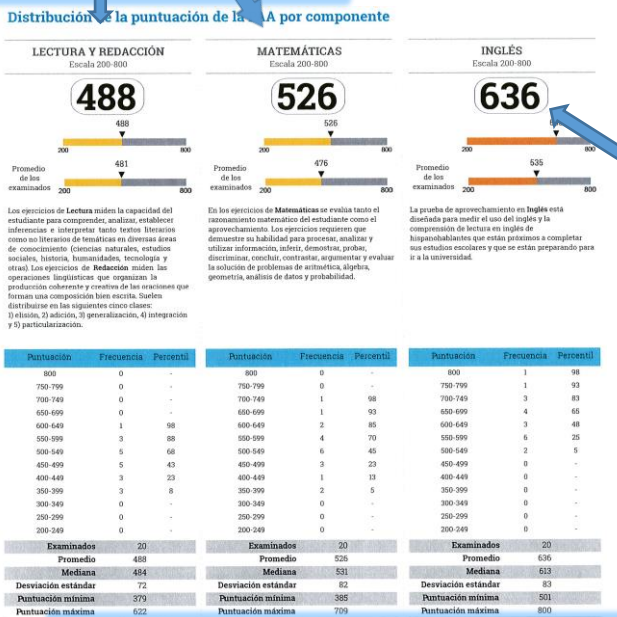 Distribución de la puntuación de la PAA por componente
LECTURA Y REDACCIÓN
Escala 200-800
488
488
200 800
Promedio de los examinados
481
200 800
Los ejercicios de Lectura miden la capacidad del
estudiante para comprender, analizar, establecer
inferencias e interpretar tanto textos literarios
como no literarios de temáticas en diversas áreas
de conocimiento (ciencias naturales, estudios
sociales, historia, humanidades, tecnología y
otras). Los ejercicios de Redacción miden las
operaciones lingüísticas que organizan la
producción coherente y creativa de las oraciones que
forman una composición bien escrita. Suelen
distribuirse en las siguientes cinco clases:
1) elisión, 2) adición, 3) generalización, 4) integración
y 5) particularización.
MATEMÁTICAS
Escala 200-800
526
526
200 800
Promedio de los examinados
476
200 800
En los ejercicios de Matemáticas se evalúa tanto el
razonamiento matemático del estudiante como el
aprovechamiento. Los ejercicios requieren que
demuestre su habilidad para procesar, analizar y
utilizar información, inferir, demostrar, probar,
discriminar, concluir, contrastar, argumentar y evaluar
la solución de problemas de aritmética, álgebra,
geometría, análisis de datos y probabilidad.
INGLÉS
Escala 200-800
636
200 800
Promedio de los examinados
535
200 800
La prueba de aprovechamiento en Inglés está
diseñada para medir el uso del inglés y la
comprensión de lectura en inglés de
hispanohablantes que están próximos a completar
sus estudios escolares y que se están preparando para
ir a la universidad.
Puntuación Frecuencia Percentil
800 0 -
750-799 0 -
700-749 0 -
650-699 0 -
600-649 1 98
550-599 3 88
500-549 5 68
450-499 5 43
400-449 3 23
350-399 3 8
300-349 0 -
250-299 0 -
200-249 0 -
Examinados 20
Promedio 488
Mediana 484
Desviación estándar 72
Puntuación mínima 379
Puntuación máxima 622
Puntuación Frecuencia Percentil
800 0 -
750-799 0 -
700-749 1 98
650-699 1 93
600-649 2 85
550-599 4 70
500-549 6 45
450-499 3 23
400-449 1 13
350-399 2 5
300-349 0 -
250-299 0 -
200-249 0 -
Examinados 20
Promedio 526
Mediana 531
Desviación estándar 82
Puntuación mínima 385
Puntuación máxima 709
Puntuación Frecuencia Percentil
800 1 98
750-799 1 93
700-749 3 83
650-699 4 65
600-649 3 48
550-599 6 25
500-549 2 5
450-499 0 -
400-449 0 -
350-399 0 -
300-349 0 -
250-299 0 -
200-249 0 -
Examinados 20
Promedio 636
Mediana 613
Desviación estándar 83
Puntuación mínima 501
Puntuación máxima 800